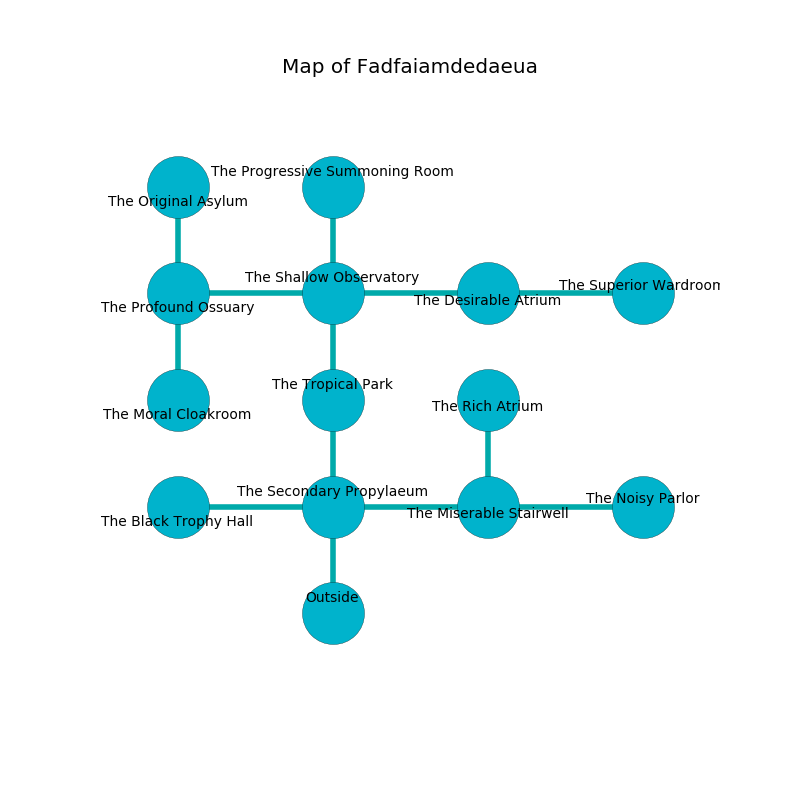 Map of Fadfaiamdedaeua
The Progressive Summoning Room
The Original Asylum
The Shallow Observatory
The Superior Wardroom
The Desirable Atrium
The Profound Ossuary
The Tropical Park
The Rich Atrium
The Moral Cloakroom
The Secondary Propylaeum
The Noisy Parlor
The Miserable Stairwell
The Black Trophy Hall
Outside